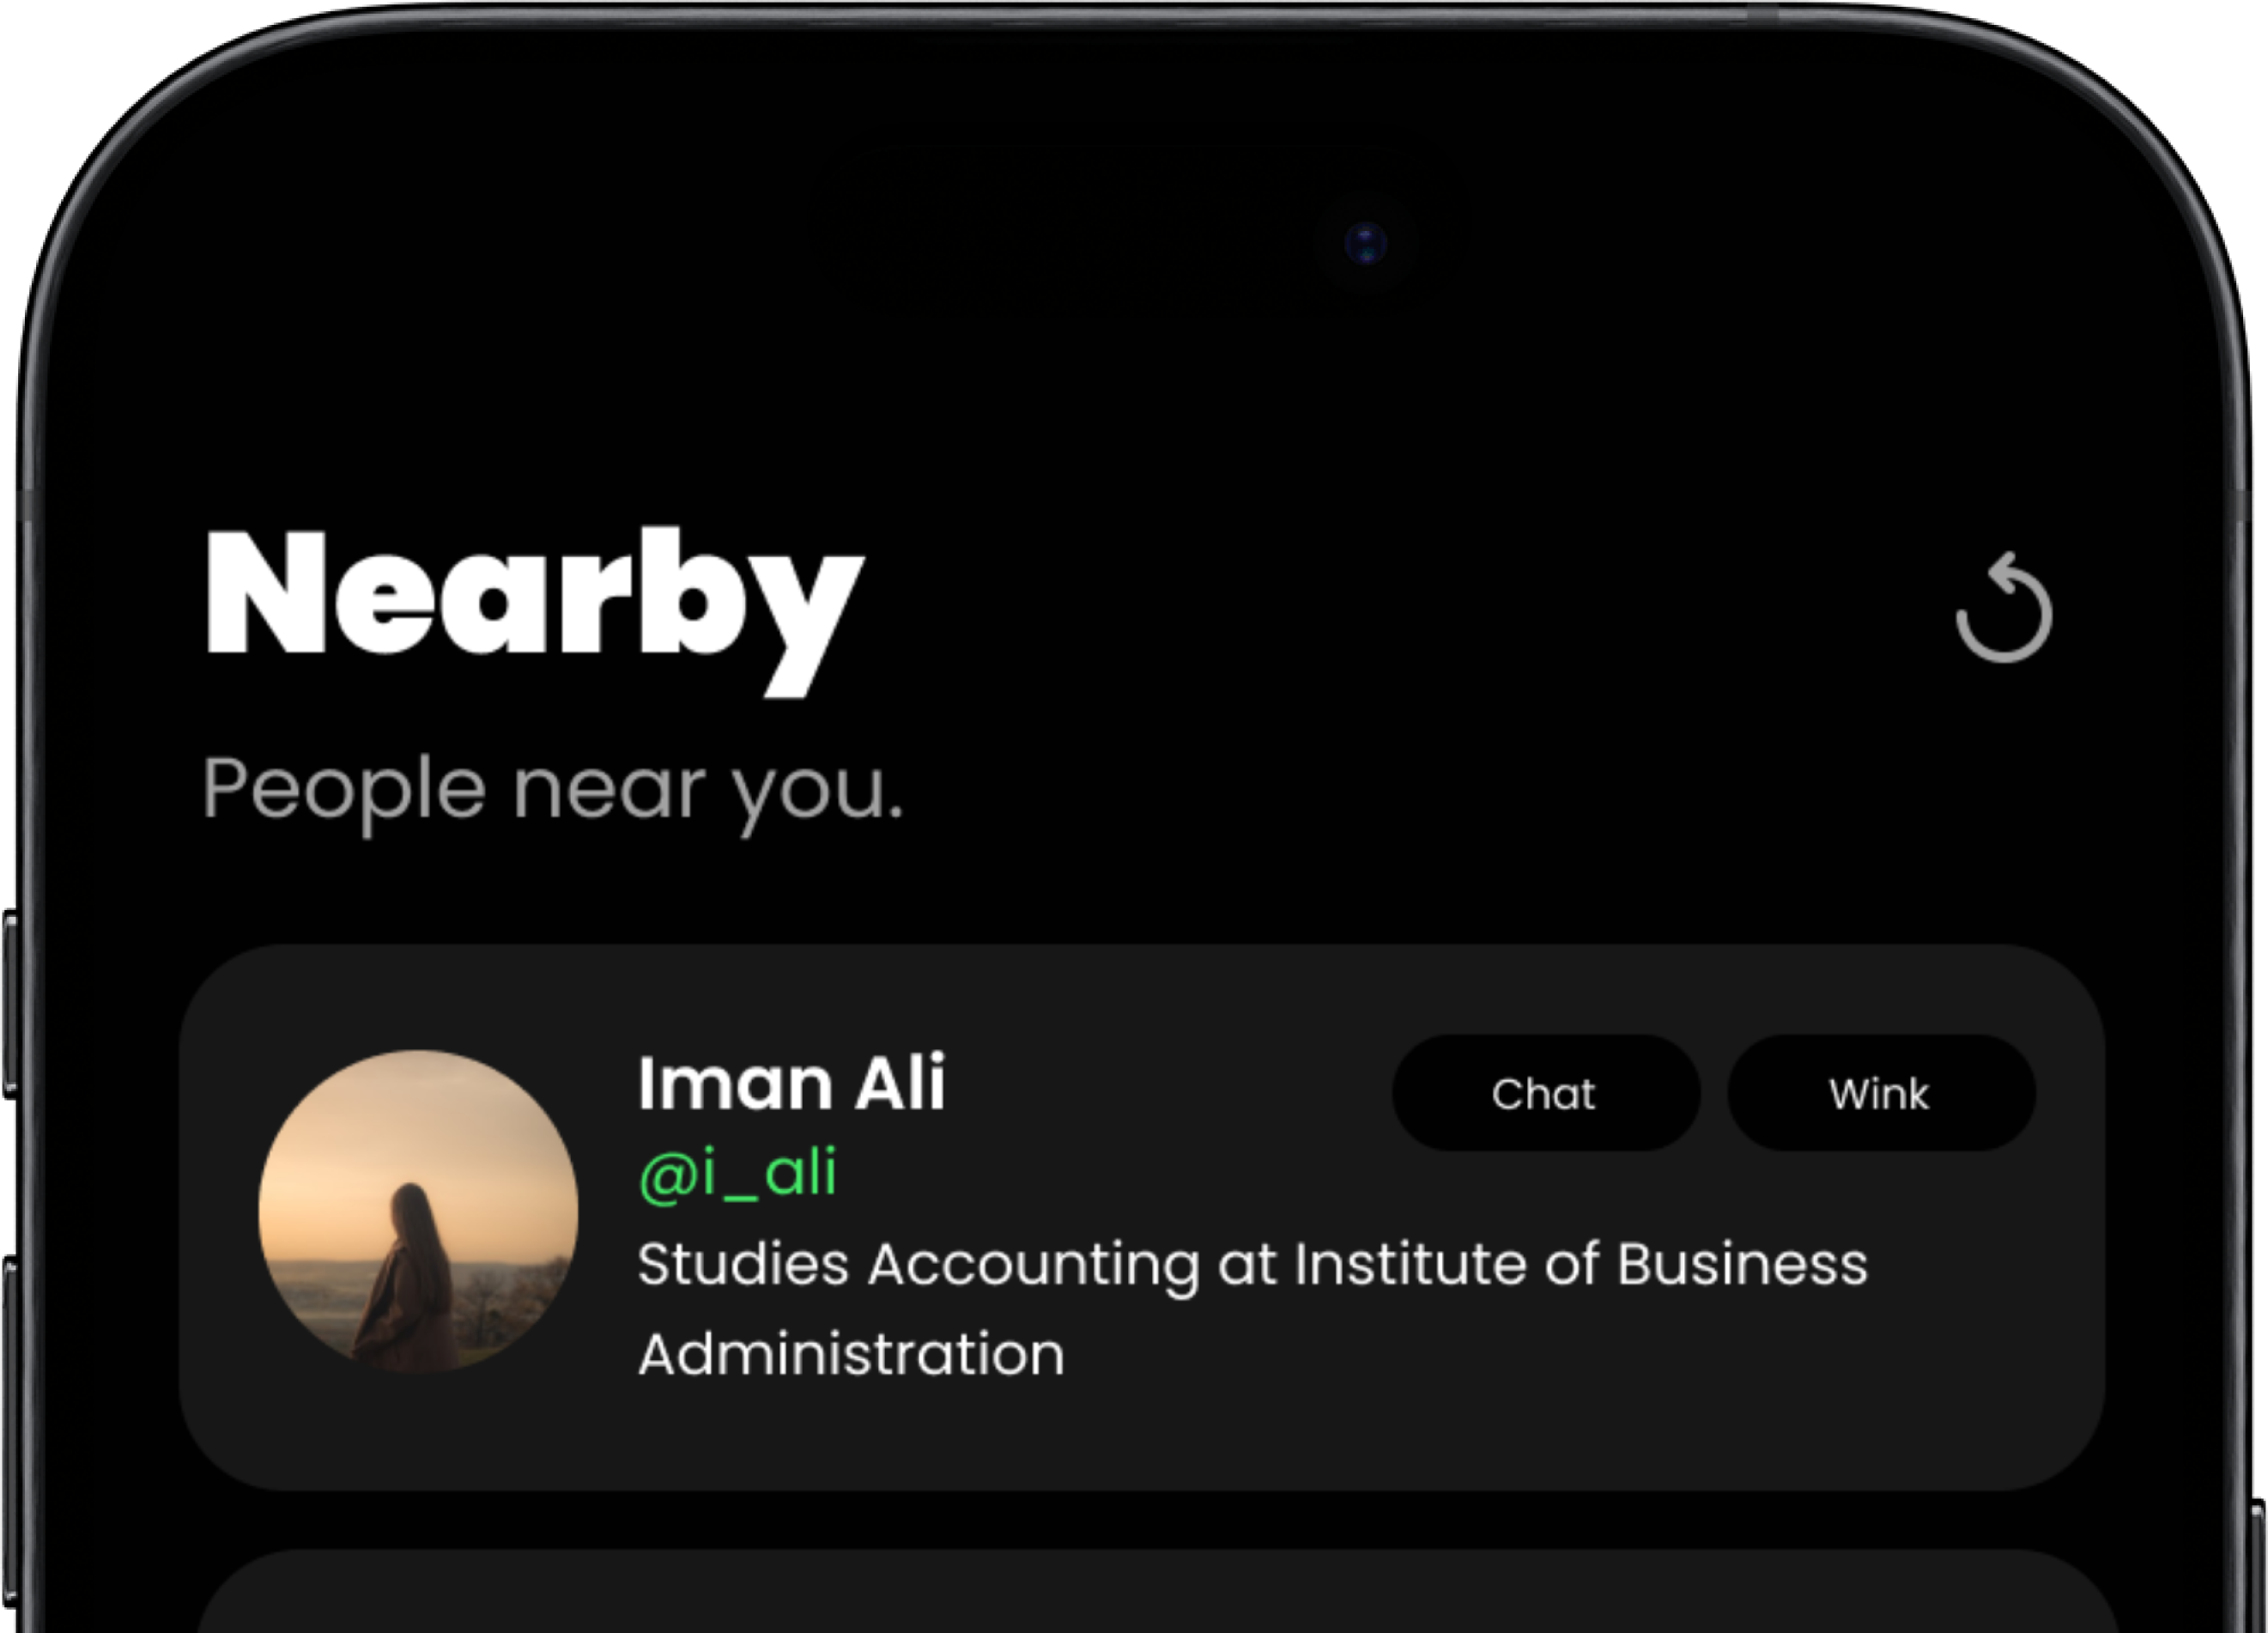 Nearby
People near you.
Iman Ali
Chat
Wink
@i_ali
Studies Accounting at Institute of Business
Administration